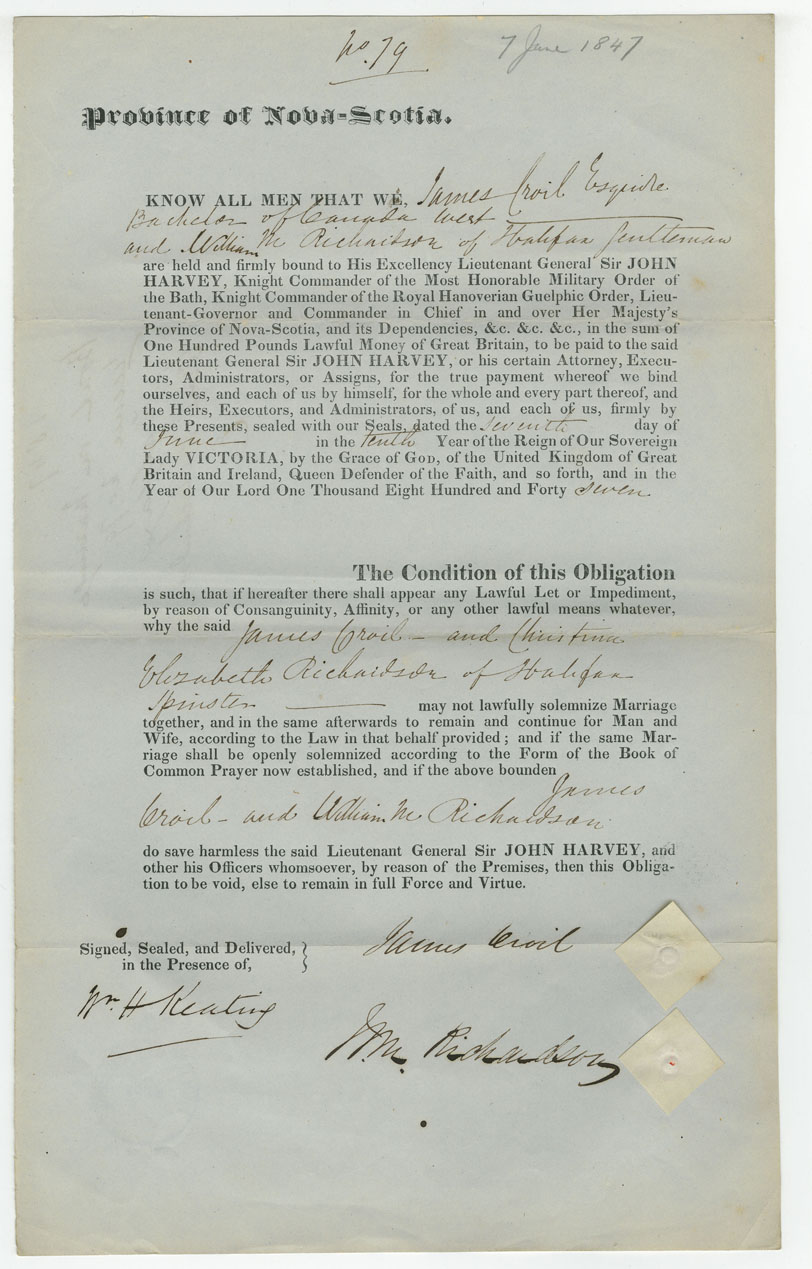 No. 79
7 June 1847
Province of Nova-Scotia.
KNOW ALL MEN THAT WE, James Croil Esquire
Bachelor of Canada West
and William M Richardson of Halifax Gentleman
are held and firmly bound to His Excellency Lieutenant General Sir JOHN
HARVEY, Knight Commander of the Most Honorable Military Order of
the Bath, Knight Commander of the Royal Hanoverian Guelphic Order, Lieu-
tenant-Governor and Commander in Chief in and over Her Majesty's
Province of Nova-Scotia, and its Dependencies, &c. &c. &c., in the sum of
One Hundred Pounds Lawful Money of Great Britain, to be paid to the said
Lieutenant General Sir JOHN HARVEY, or his certain Attorney, Execu-
tors, Administrators, or Assigns, for the true payment whereof we bind
ourselves, and each of us by himself, for the whole and every part thereof, and
the Heirs, Executors, and Administrators, of us, and each of us, firmly by
these Presents, sealed with our Seals, dated the seventh day of
June in the tenth Year of the Reign of Our Sovereign
Lady VICTORIA, by the Grace of GOD, of the United Kingdom of Great
Britain and Ireland, Queen Defender of the Faith, and so forth, and in the
Year of Our Lord One Thousand Eight Hundred and Forty seven
The Condition of this Obligation
is such, that if hereafter there shall appear any Lawful Let or Impediment,
by reason of Consanguinity, Affinity, or any other lawful means whatever,
why the said James Croil - and Christina
Elizabeth Richardson of Halifax
Spinster may not lawfully solemnize Marriage
together, and in the same afterwards to remain and continue for Man and
Wife, according to the Law in that behalf provided; and if the same Mar-
riage shall be openly solemnized according to the Form of the Book of
Common Prayer now established, and if the above bounden
James
Croil - and William M Richardson
do save harmless the said Lieutenant General Sir JOHN HARVEY, and
other his Officers whomsoever, by reason of the Premises, then this Obliga-
tion to be void, else to remain in full Force and Virtue.
Signed, Sealed, and Delivered, }
in the Presence of,
James Croil
Wm H Keating
W M. Richardson